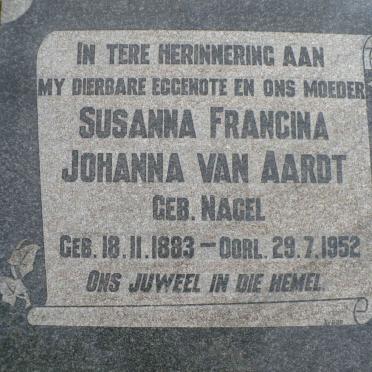 IN TERE HERINNERING AAN
MY DIERBARE EGGENOTE EN ONS MOEDER
SUSANNA FRANCINA
JOHANNA VAN AARDT
GEB. NAGEL
GEB. 18.11.1883 – OORL. 29.7.1952
ONS JUWEEL IN DIE HEMEL.